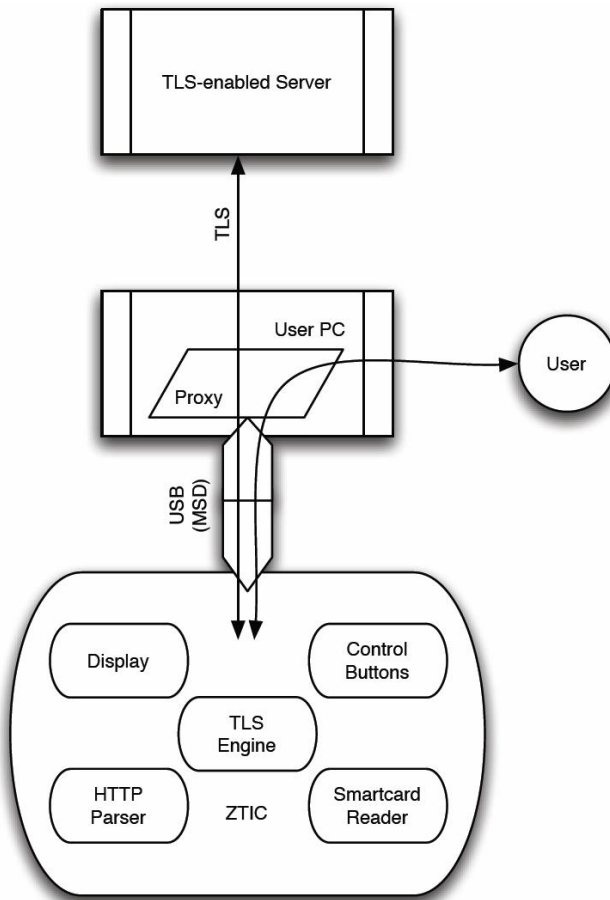 TLS-enabled Server
TLS
User PC
Proxy
User
USB
(MSD)
Display
Control
Buttons
TLS
Engine
HTTP
Parser
ZTIC
Smartcard
Reader